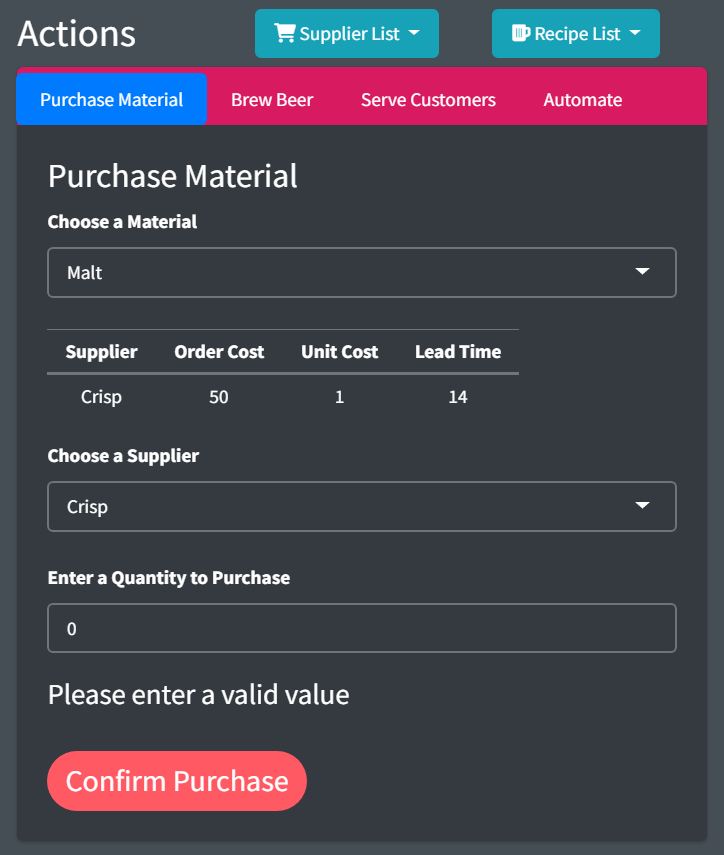 Actions
Supplier List
Recipe List
Purchase Material
Brew Beer
Serve Customers
Automate
Purchase Material
Choose a Material
Malt
Supplier Order Cost Unit Cost Lead Time
Crisp 50 1 14
Choose a Supplier
Crisp
Enter a Quantity to Purchase
0
Please enter a valid value
Confirm Purchase